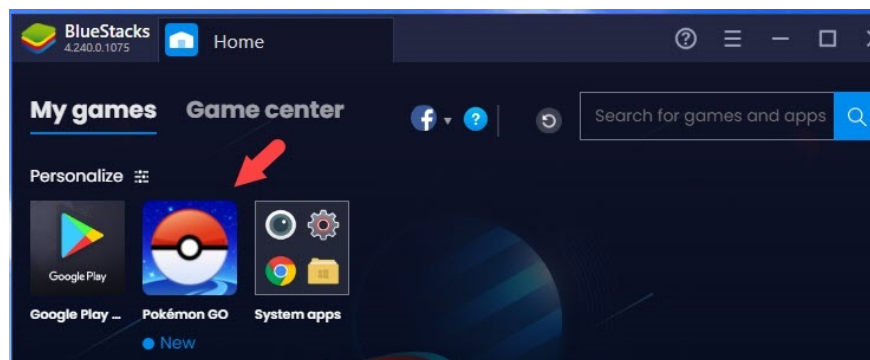 BlueStacks
4.240.0.1075
Home
My games
Game center
Search for games and apps
Personalize
Google Play
Google Play ...
Pokémon GO
System apps
New